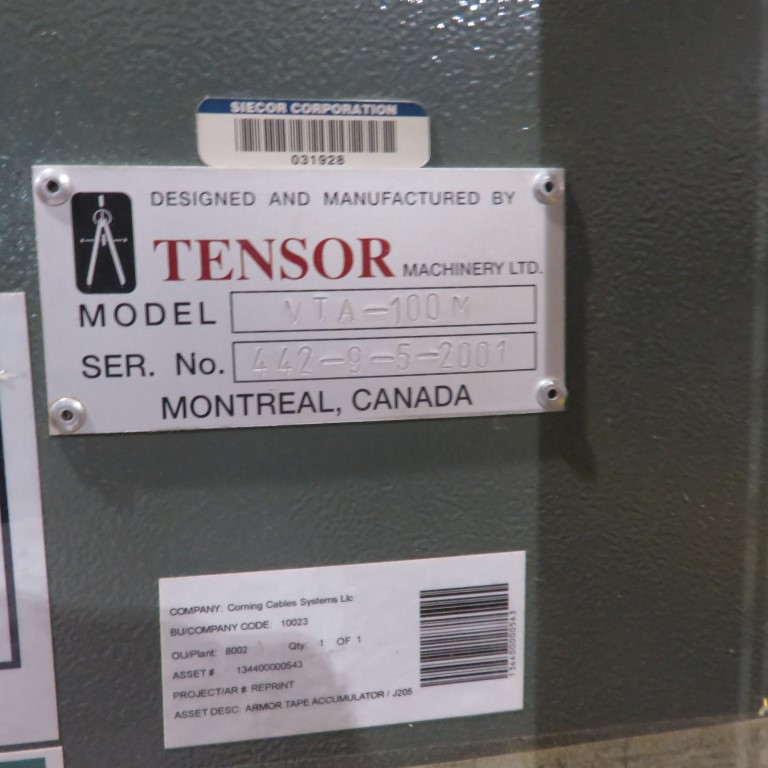 SIECOR CORPORATION
031928
DESIGNED AND MANUFACTURED BY
TENSOR MACHINERY LTD.
MODEL VTA-100M
SER. No. 442-9-5-2001
MONTREAL, CANADA
COMPANY: Corning Cables Systems Llc
BU/COMPANY CODE: 10023
OU/Plant: 8002 Qty: 1 OF 1
ASSET# 134400000543
PROJECT/AR #: REPRINT
ASSET DESC: ARMOR TAPE ACCUMULATOR / J205
134400000543